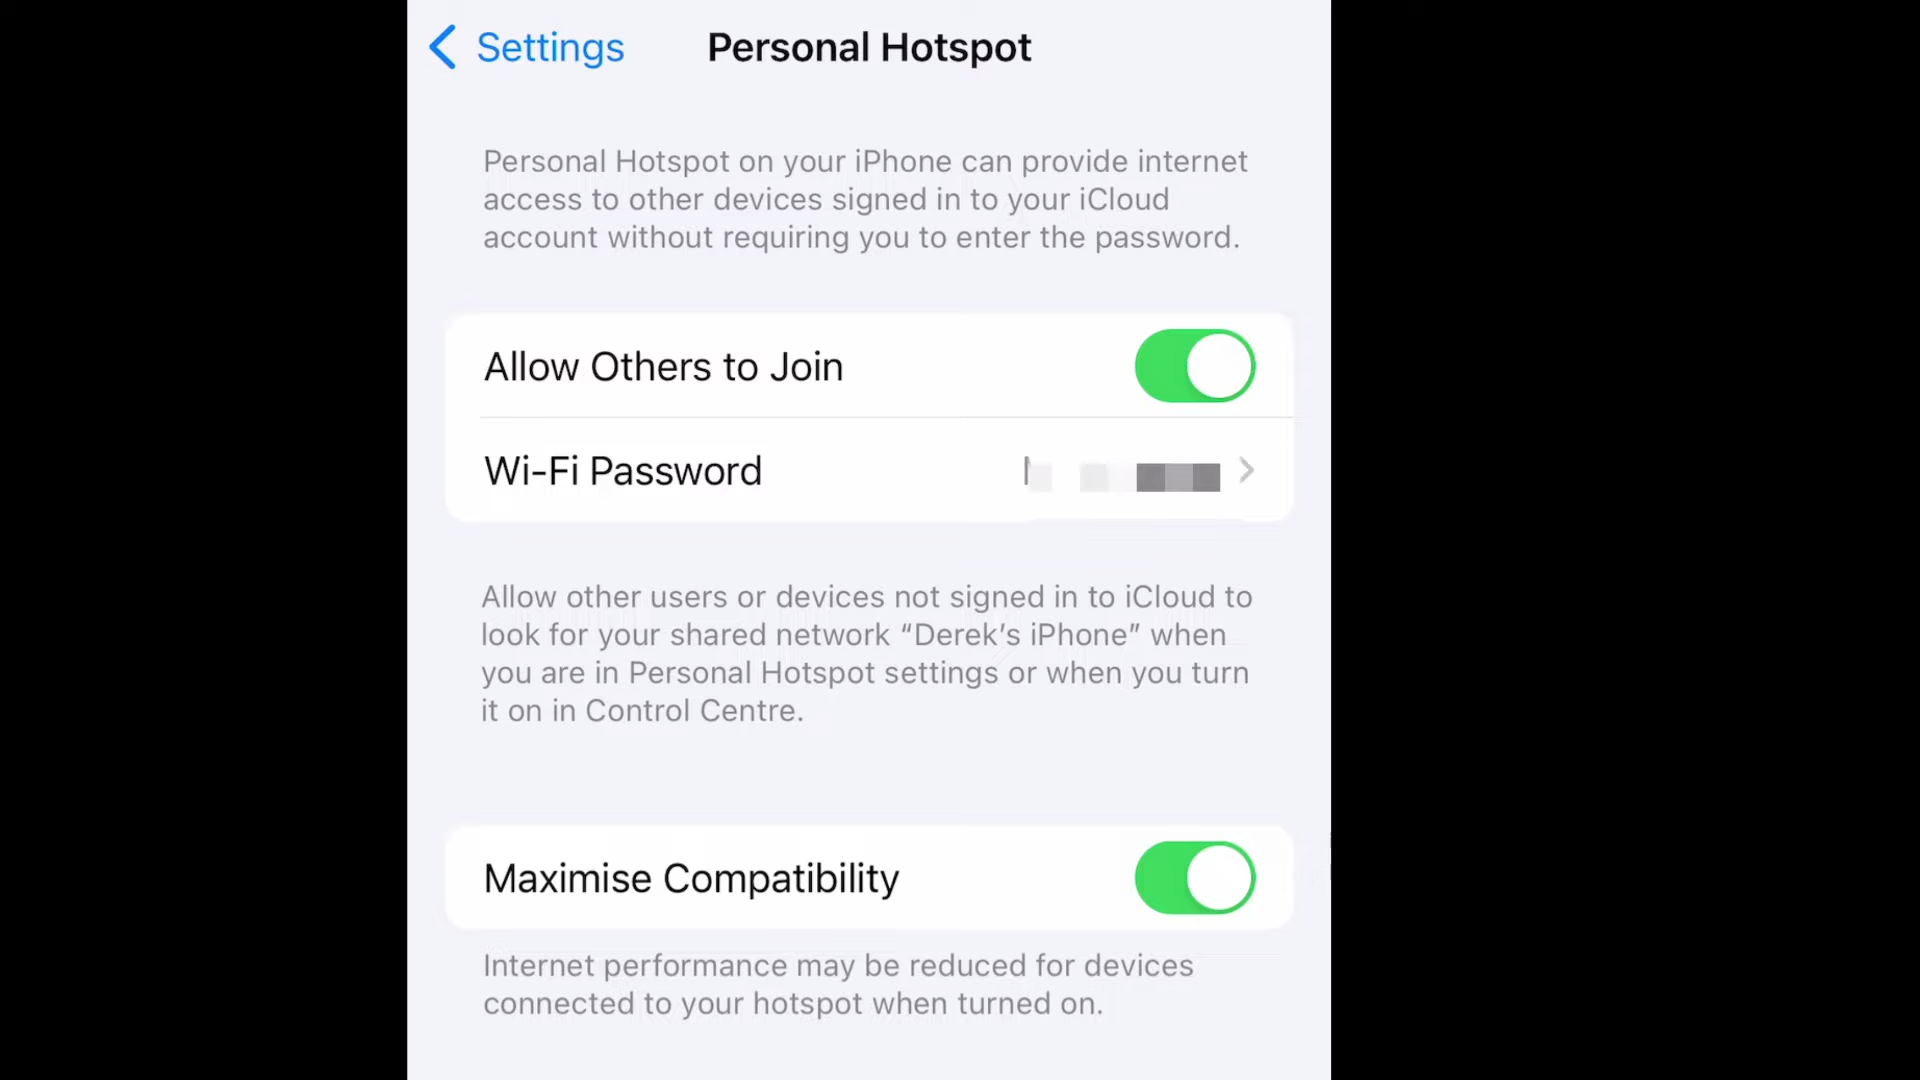 Settings
Personal Hotspot
Personal Hotspot on your iPhone can provide internet
access to other devices signed in to your iCloud
account without requiring you to enter the password.
Allow Others to Join
Wi-Fi Password
Allow other users or devices not signed in to iCloud to
look for your shared network “Derek’s iPhone” when
you are in Personal Hotspot settings or when you turn
it on in Control Centre.
Maximise Compatibility
Internet performance may be reduced for devices
connected to your hotspot when turned on.